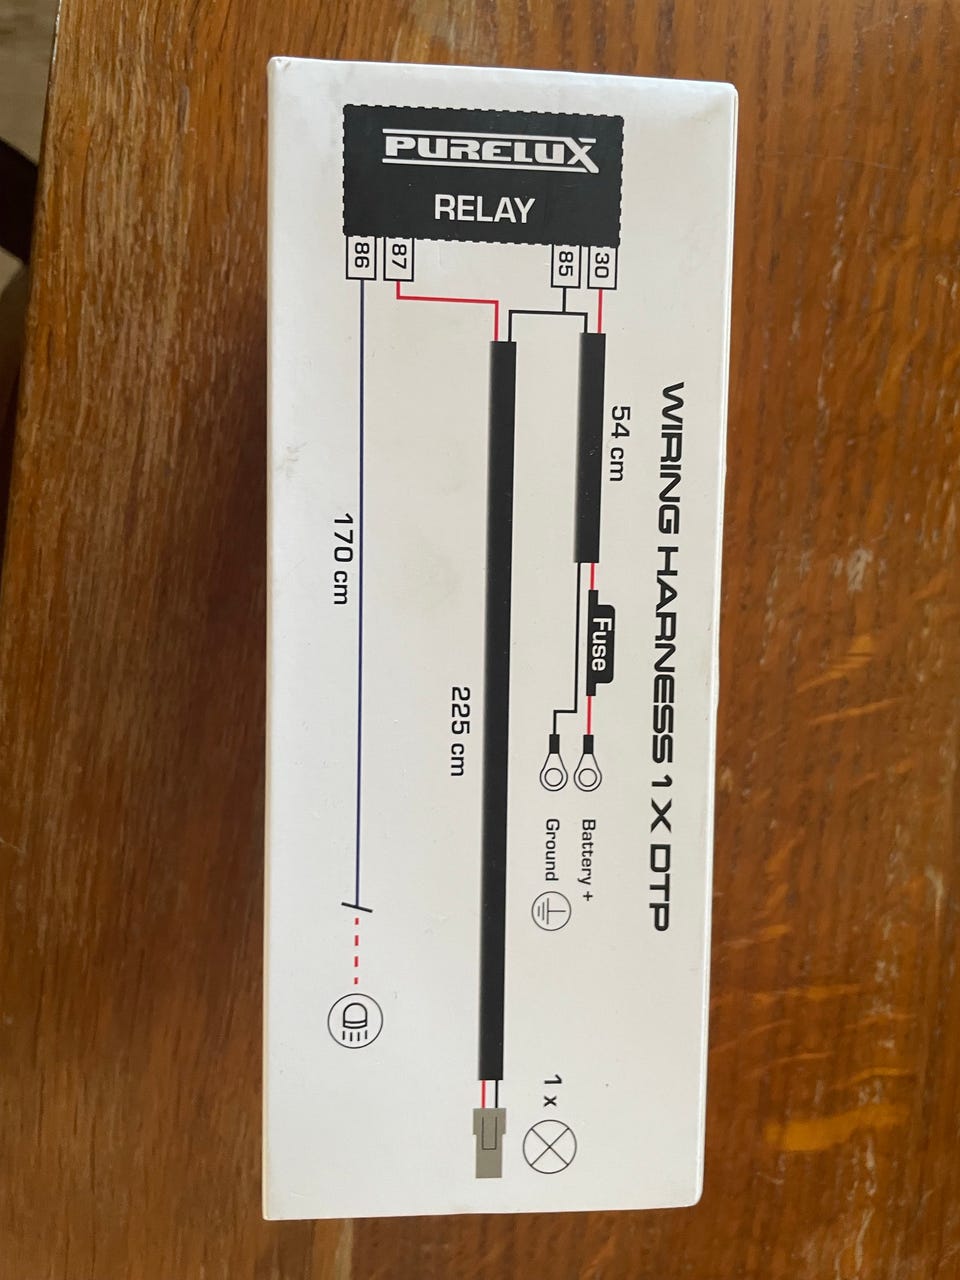 WIRING HARNESS 1 X DTP
PURELUX
RELAY
30
85
87
86
54 cm
Fuse
Battery +
Ground
1 x
225 cm
170 cm